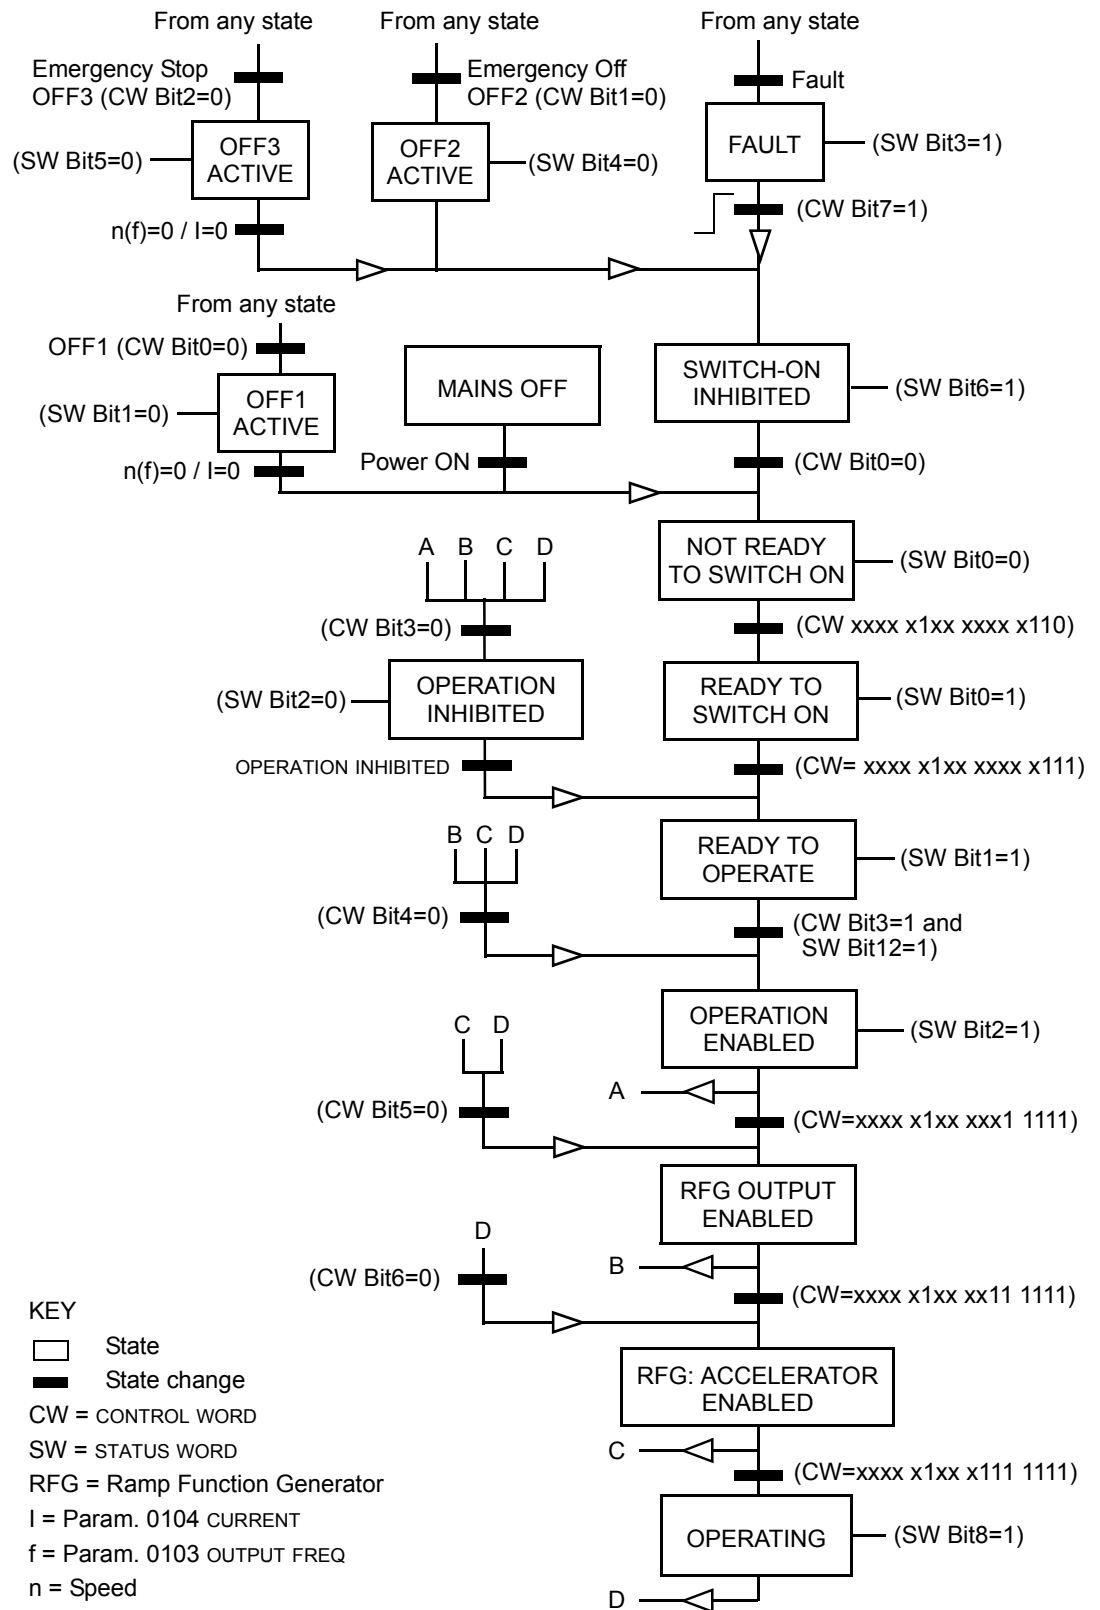 From any state
From any state
From any state
Emergency Stop
OFF3 (CW Bit2=0)
Emergency Off
OFF2 (CW Bit1=0)
Fault
(SW Bit5=0)
OFF3
ACTIVE
OFF2
ACTIVE
(SW Bit4=0)
FAULT
(SW Bit3=1)
n(f)=0 / I=0
(CW Bit7=1)
From any state
OFF1 (CW Bit0=0)
(SW Bit1=0)
OFF1
ACTIVE
MAINS OFF
SWITCH-ON
INHIBITED
(SW Bit6=1)
n(f)=0 / I=0
Power ON
(CW Bit0=0)
A B C D
NOT READY
TO SWITCH ON
(SW Bit0=0)
(CW Bit3=0)
(CW xxxx x1xx xxxx x110)
(SW Bit2=0)
OPERATION
INHIBITED
READY TO
SWITCH ON
(SW Bit0=1)
OPERATION INHIBITED
(CW= xxxx x1xx xxxx x111)
B C D
READY TO
OPERATE
(SW Bit1=1)
(CW Bit4=0)
(CW Bit3=1 and
SW Bit12=1)
C D
OPERATION
ENABLED
(SW Bit2=1)
A
(CW Bit5=0)
(CW=xxxx x1xx xxx1 1111)
RFG OUTPUT
ENABLED
D
B
(CW Bit6=0)
(CW=xxxx x1xx xx11 1111)
RFG: ACCELERATOR
ENABLED
C
(CW=xxxx x1xx x111 1111)
OPERATING
(SW Bit8=1)
D
KEY
State
State change
CW = CONTROL WORD
SW = STATUS WORD
RFG = Ramp Function Generator
I = Param. 0104 CURRENT
f = Param. 0103 OUTPUT FREQ
n = Speed